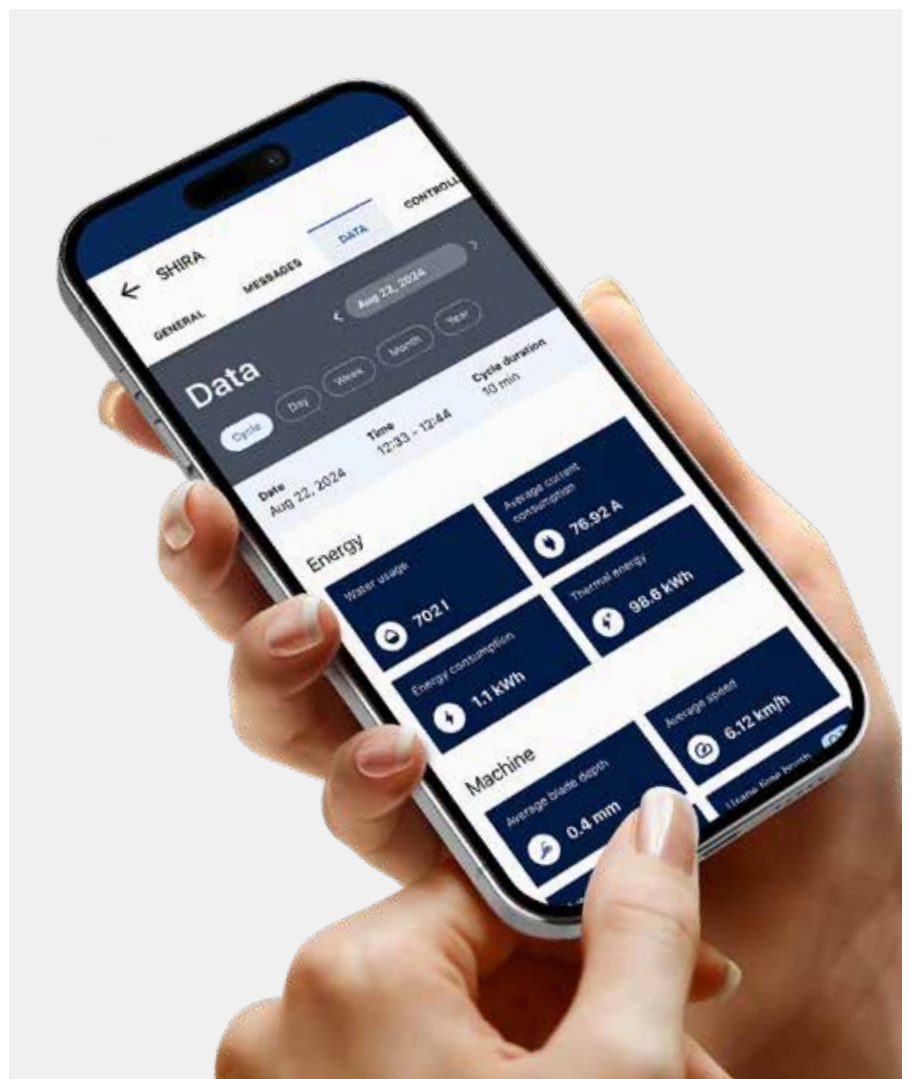 SHIRA
GENERAL
MESSAGES
DATA
Data
Aug 22, 2024
Cycle
Day
Week
Month
Year
Date
Aug 22, 2024
Time
12:33 - 12:44
Cycle duration
10 min
Energy
Water usage
702 l
Average current
consumption
76.92 A
Energy consumption
1.1 kWh
Thermal energy
98.6 kWh
Machine
Average blade depth
0.4 mm
Average speed
6.12 km/h
Usage time brush